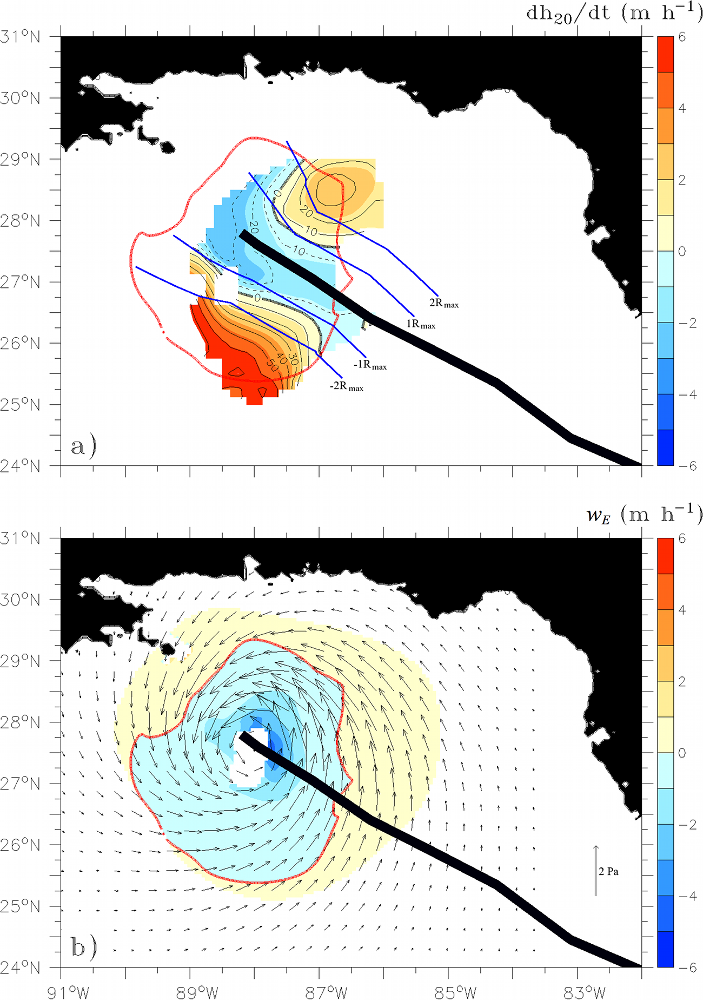 dh20/dt (m h−1)
31°N
30°N
29°N
28°N
27°N
26°N
25°N
24°N
6
4
2
0
−2
−4
−6
0
20
10
−20
−10
0
30
40
50
2Rmax
1Rmax
-1Rmax
-2Rmax
a)
wE (m h−1)
31°N
30°N
29°N
28°N
27°N
26°N
25°N
24°N
6
4
2
0
−2
−4
−6
2 Pa
b)
91°W
89°W
87°W
85°W
83°W